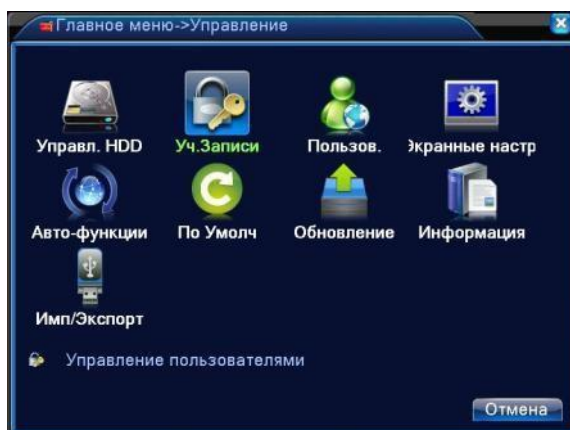 Главное меню->Управление
Управл. HDD Уч.Записи Пользов. Экранные настр
Авто-функции По Умолч Обновление Информация
Имп/Экспорт
Управление пользователями
Отмена